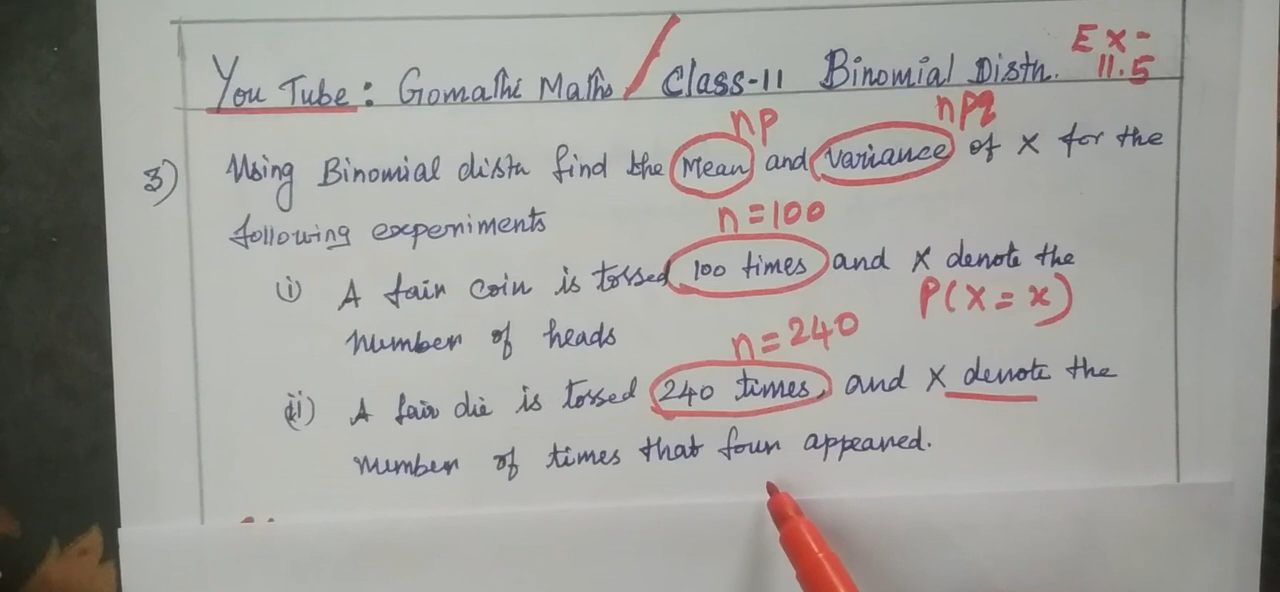 You Tube: Gomathi Maths / Class-11 Binomial Distn. Ex-11.5
np npq
3) Using Binomial distn find the Mean and variance of X for the
following experiments
n=100
(i) A fair coin is tossed 100 times and X denote the
P(X=x)
number of heads
n=240
(ii) A fair die is tossed 240 times, and X denote the
number of times that four appeared.